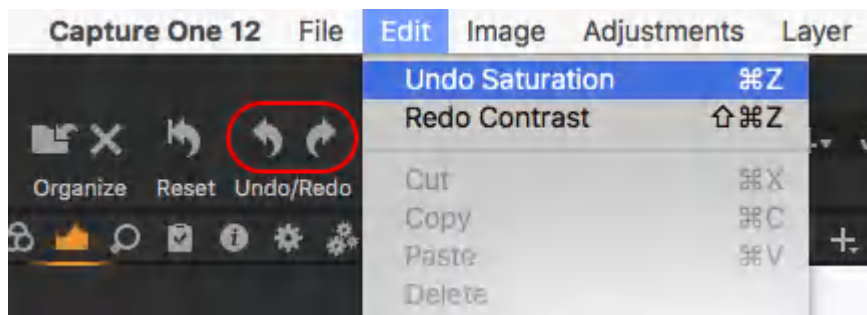 Capture One 12 File Edit Image Adjustments Layer
Undo Saturation ⌘Z
Redo Contrast ⇧⌘Z
Organize Reset Undo/Redo
Cut ⌘X
Copy ⌘C
Paste ⌘V
Delete